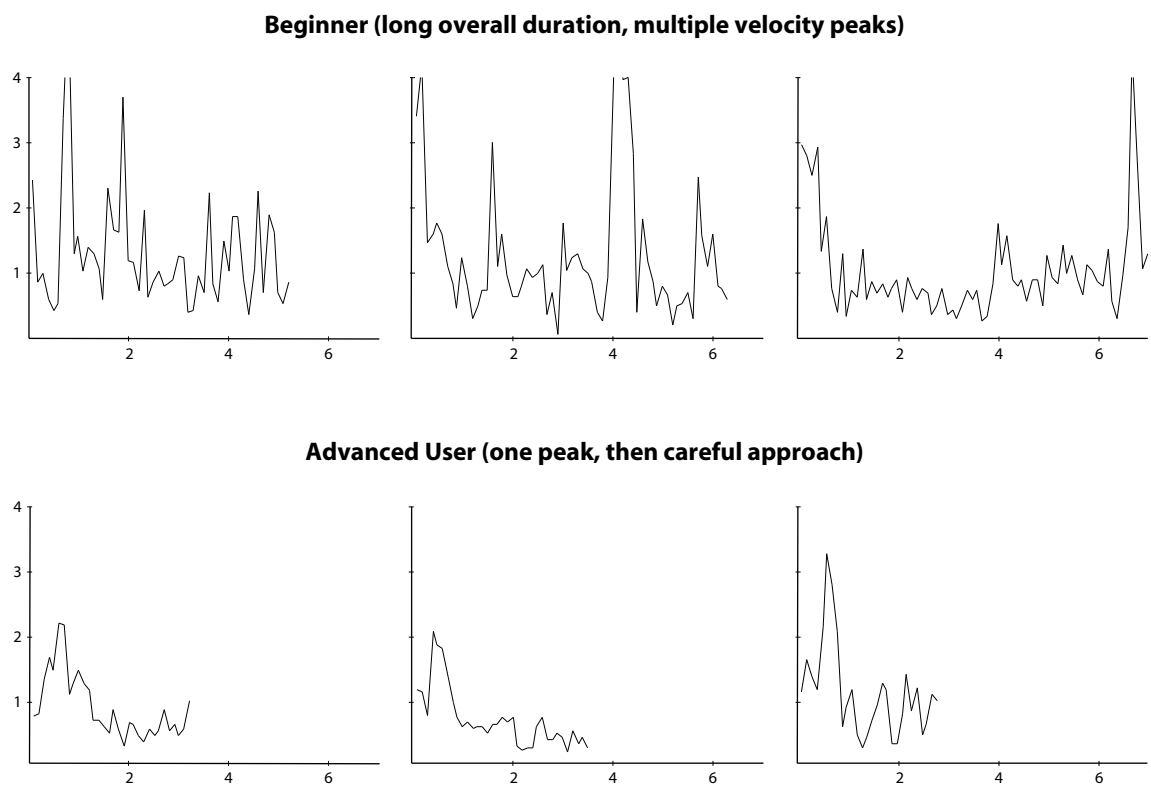 Beginner (long overall duration, multiple velocity peaks)
4
3
2
1
2 4 6
2 4 6
2 4 6
Advanced User (one peak, then careful approach)
4
3
2
1
2 4 6
2 4 6
2 4 6